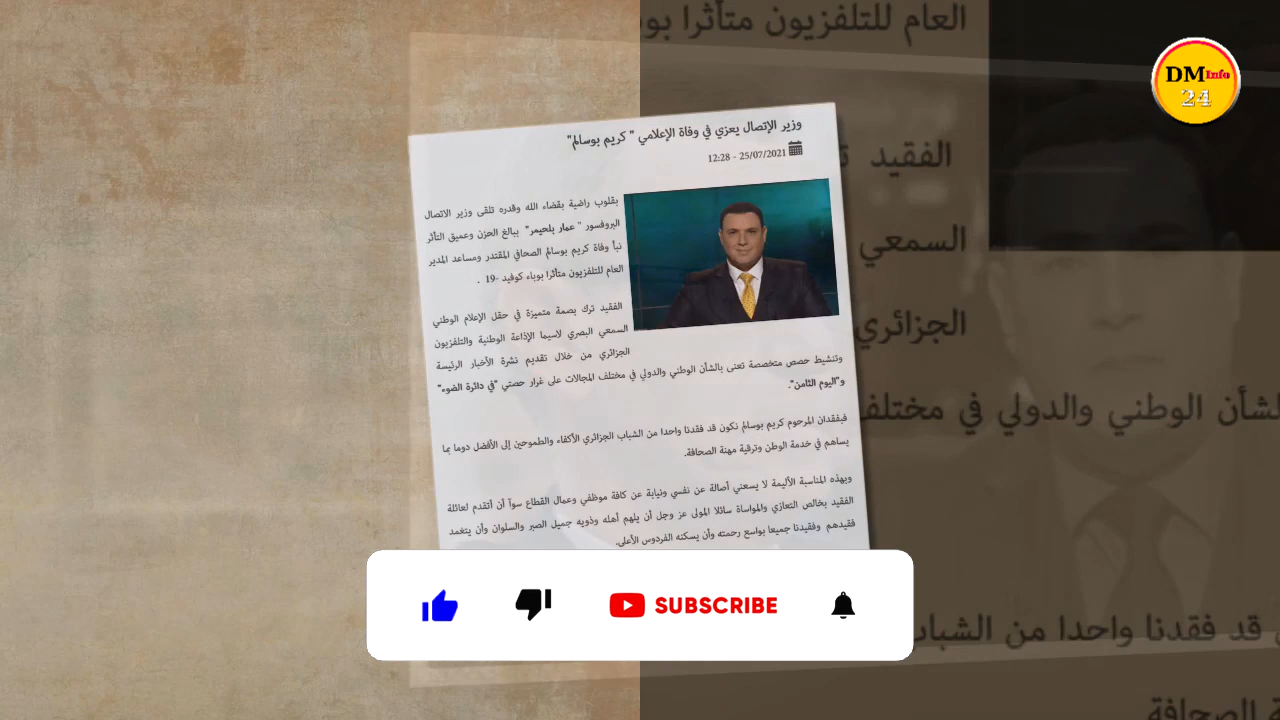 العام للتلفزيون متأثرا بو
DM Info
24
وزير الإتصال يعزي في وفاة الإعلامي " كريم بوسالم"
25/07/2021 - 12:28
بقلوب راضية بقضاء الله وقدره تلقى وزير الاتصال
البروفسور "عمار بلحيمر" ببالغ الحزن وعميق التأثر
نبأ وفاة كريم بوسالم الصحافي المقتدر ومساعد المدير
العام للتلفزيون متأثرا بوباء كوفيد -19 .
الفقيد ترك بصمة متميزة في حقل الإعلام الوطني
السمعي البصري لاسيما الإذاعة الوطنية والتلفزيون
الجزائري من خلال تقديم نشرة الأخبار الرئيسة
وتنشيط حصص متخصصة تعنى بالشأن الوطني والدولي في مختلف المجالات على غرار حصتي "في دائرة الضوء"
و"اليوم الثامن".
فبفقدان المرحوم كريم بوسالم نكون قد فقدنا واحدا من الشباب الجزائري الأكفاء والطموحين إلى الأفضل دوما بما
يساهم في خدمة الوطن وترقية مهنة الصحافة.
وبهذه المناسبة الأليمة لا يسعني أصالة عن نفسي ونيابة عن كافة موظفي وعمال القطاع سوآ أن أتقدم لعائلة
الفقيد بخالص التعازي والمواساة سائلا المولى عز وجل أن يلهم أهله وذويه جميل الصبر والسلوان وأن يتغمد
فقيدهم وفقيدنا جميعا بواسع رحمته وأن يسكنه الفردوس الأعلى.
الفقيد
السمعي
الجزائري
لشأن الوطني والدولي في مختلف
قد فقدنا واحدا من الشباب
الصحافة
SUBSCRIBE